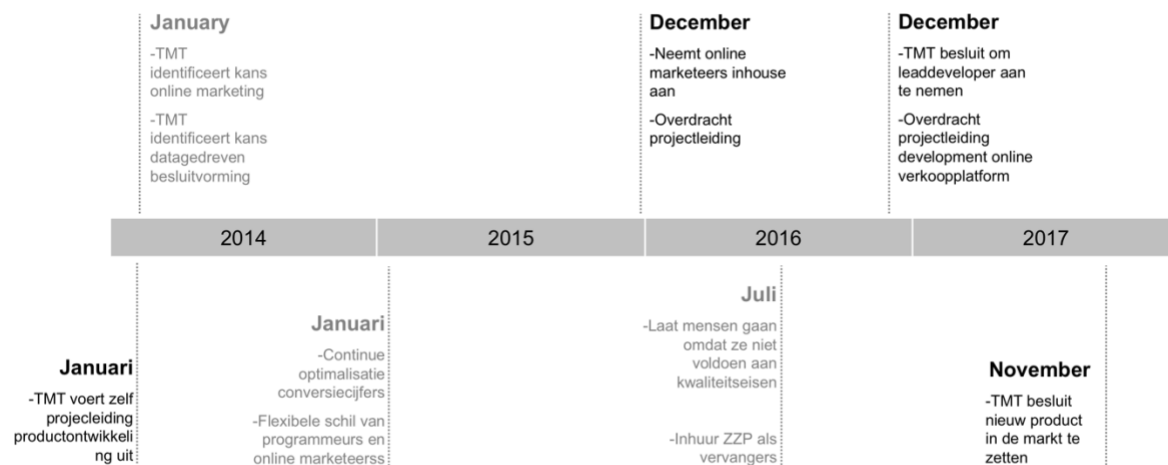 January
-TMT
identificeert kans
online marketing
-TMT
identificeert kans
datagedreven
besluitvorming
December
-Neemt online
marketeers inhouse
aan
-Overdracht
projectleiding
December
-TMT besluit om
leaddeveloper aan
te nemen
-Overdracht
projectleiding
development online
verkoopplatform
2014
2015
2016
2017
Januari
-TMT voert zelf
projecleiding
productontwikkeli
ng uit
Januari
-Continue
optimalisatie
conversiecijfers
-Flexibele schil van
programmeurs en
online marketeerss
Juli
-Laat mensen gaan
omdat ze niet
voldoen aan
kwaliteitseisen
-Inhuur ZZP als
vervangers
November
-TMT besluit
nieuw product
in de markt te
zetten